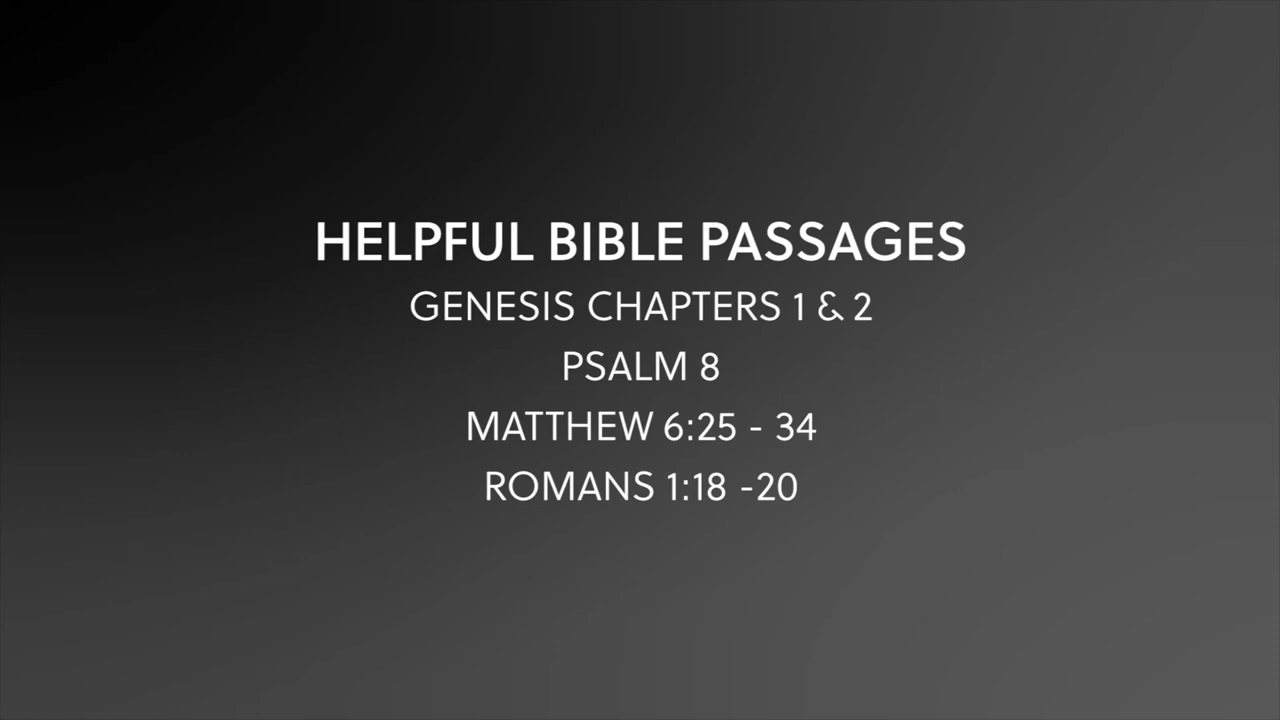 HELPFUL BIBLE PASSAGES
GENESIS CHAPTERS 1 & 2
PSALM 8
MATTHEW 6:25 - 34
ROMANS 1:18 -20